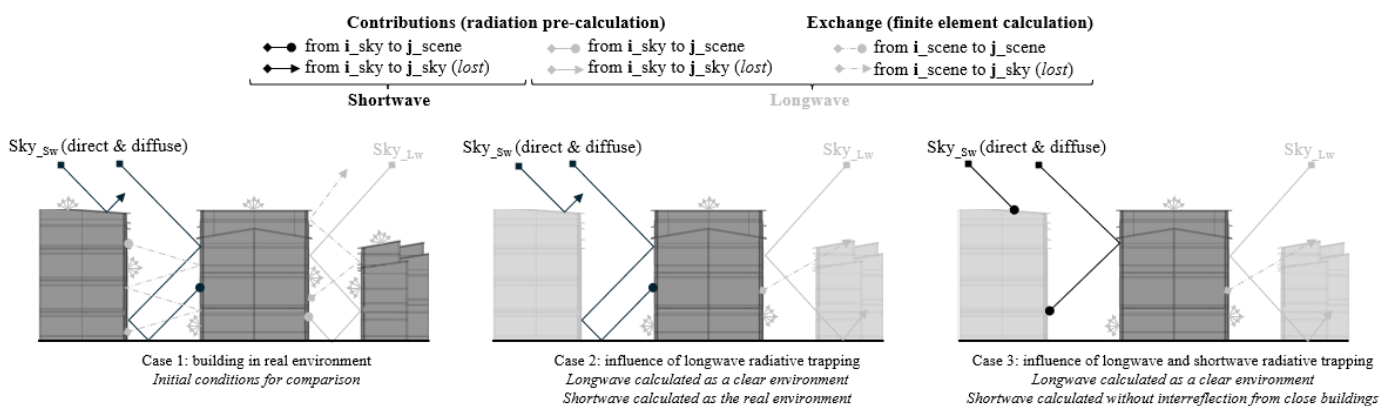 Contributions (radiation pre-calculation)
Exchange (finite element calculation)
from i_sky to j_scene
from i_sky to j_scene
from i_scene to j_scene
from i_sky to j_sky (lost)
from i_sky to j_sky (lost)
from i_scene to j_sky (lost)
Shortwave
Longwave
Sky_Sw (direct & diffuse)
Sky_Lw
Sky_Sw (direct & diffuse)
Sky_Lw
Sky_Sw (direct & diffuse)
Sky_Lw
Case 1: building in real environment
Initial conditions for comparison
Case 2: influence of longwave radiative trapping
Longwave calculated as a clear environment
Shortwave calculated as the real environment
Case 3: influence of longwave and shortwave radiative trapping
Longwave calculated as a clear environment
Shortwave calculated without interreflection from close buildings